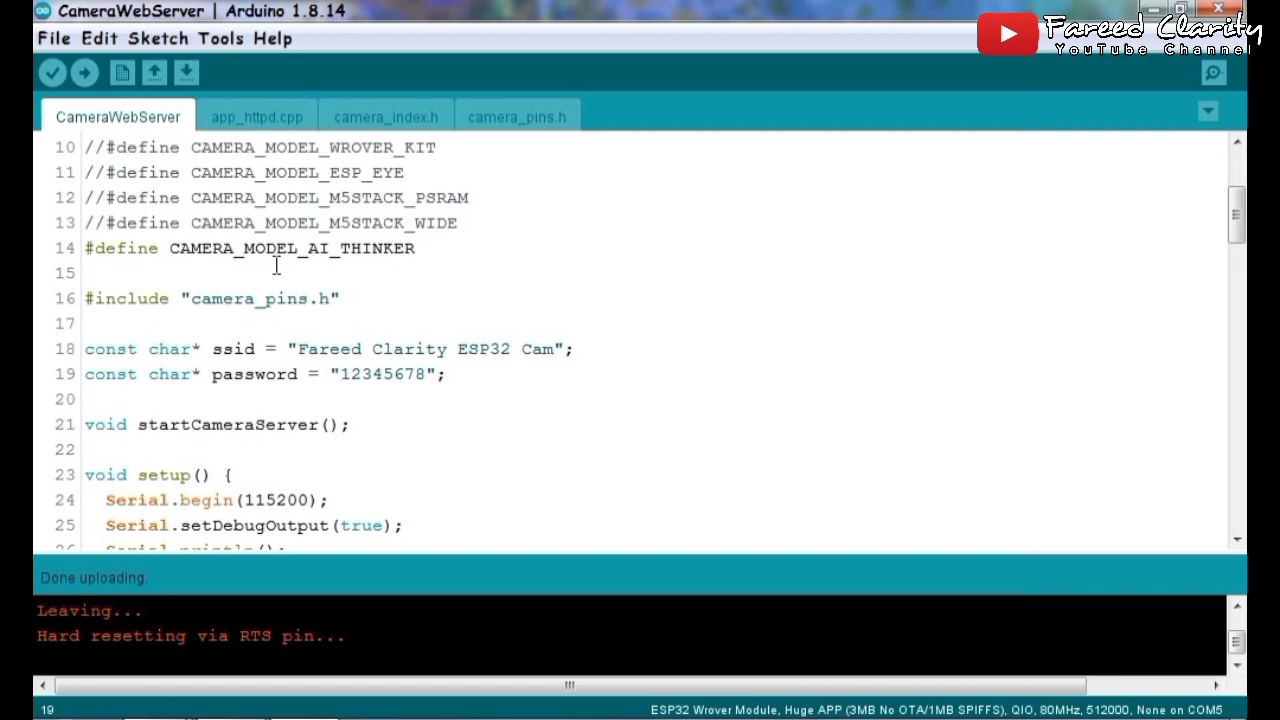 CameraWebServer | Arduino 1.8.14
Fareed Clarity
YouTube Channel
File Edit Sketch Tools Help
CameraWebServer app_httpd.cpp camera_index.h camera_pins.h
10 //#define CAMERA_MODEL_WROVER_KIT
11 //#define CAMERA_MODEL_ESP_EYE
12 //#define CAMERA_MODEL_M5STACK_PSRAM
13 //#define CAMERA_MODEL_M5STACK_WIDE
14 #define CAMERA_MODEL_AI_THINKER
15
16 #include "camera_pins.h"
17
18 const char* ssid = "Fareed Clarity ESP32 Cam";
19 const char* password = "12345678";
20
21 void startCameraServer();
22
23 void setup() {
24 Serial.begin(115200);
25 Serial.setDebugOutput(true);
26 Serial.println();
Done uploading.
Leaving...
Hard resetting via RTS pin...
19 ESP32 Wrover Module, Huge APP (3MB No OTA/1MB SPIFFS), QIO, 80MHz, 512000, None on COM5